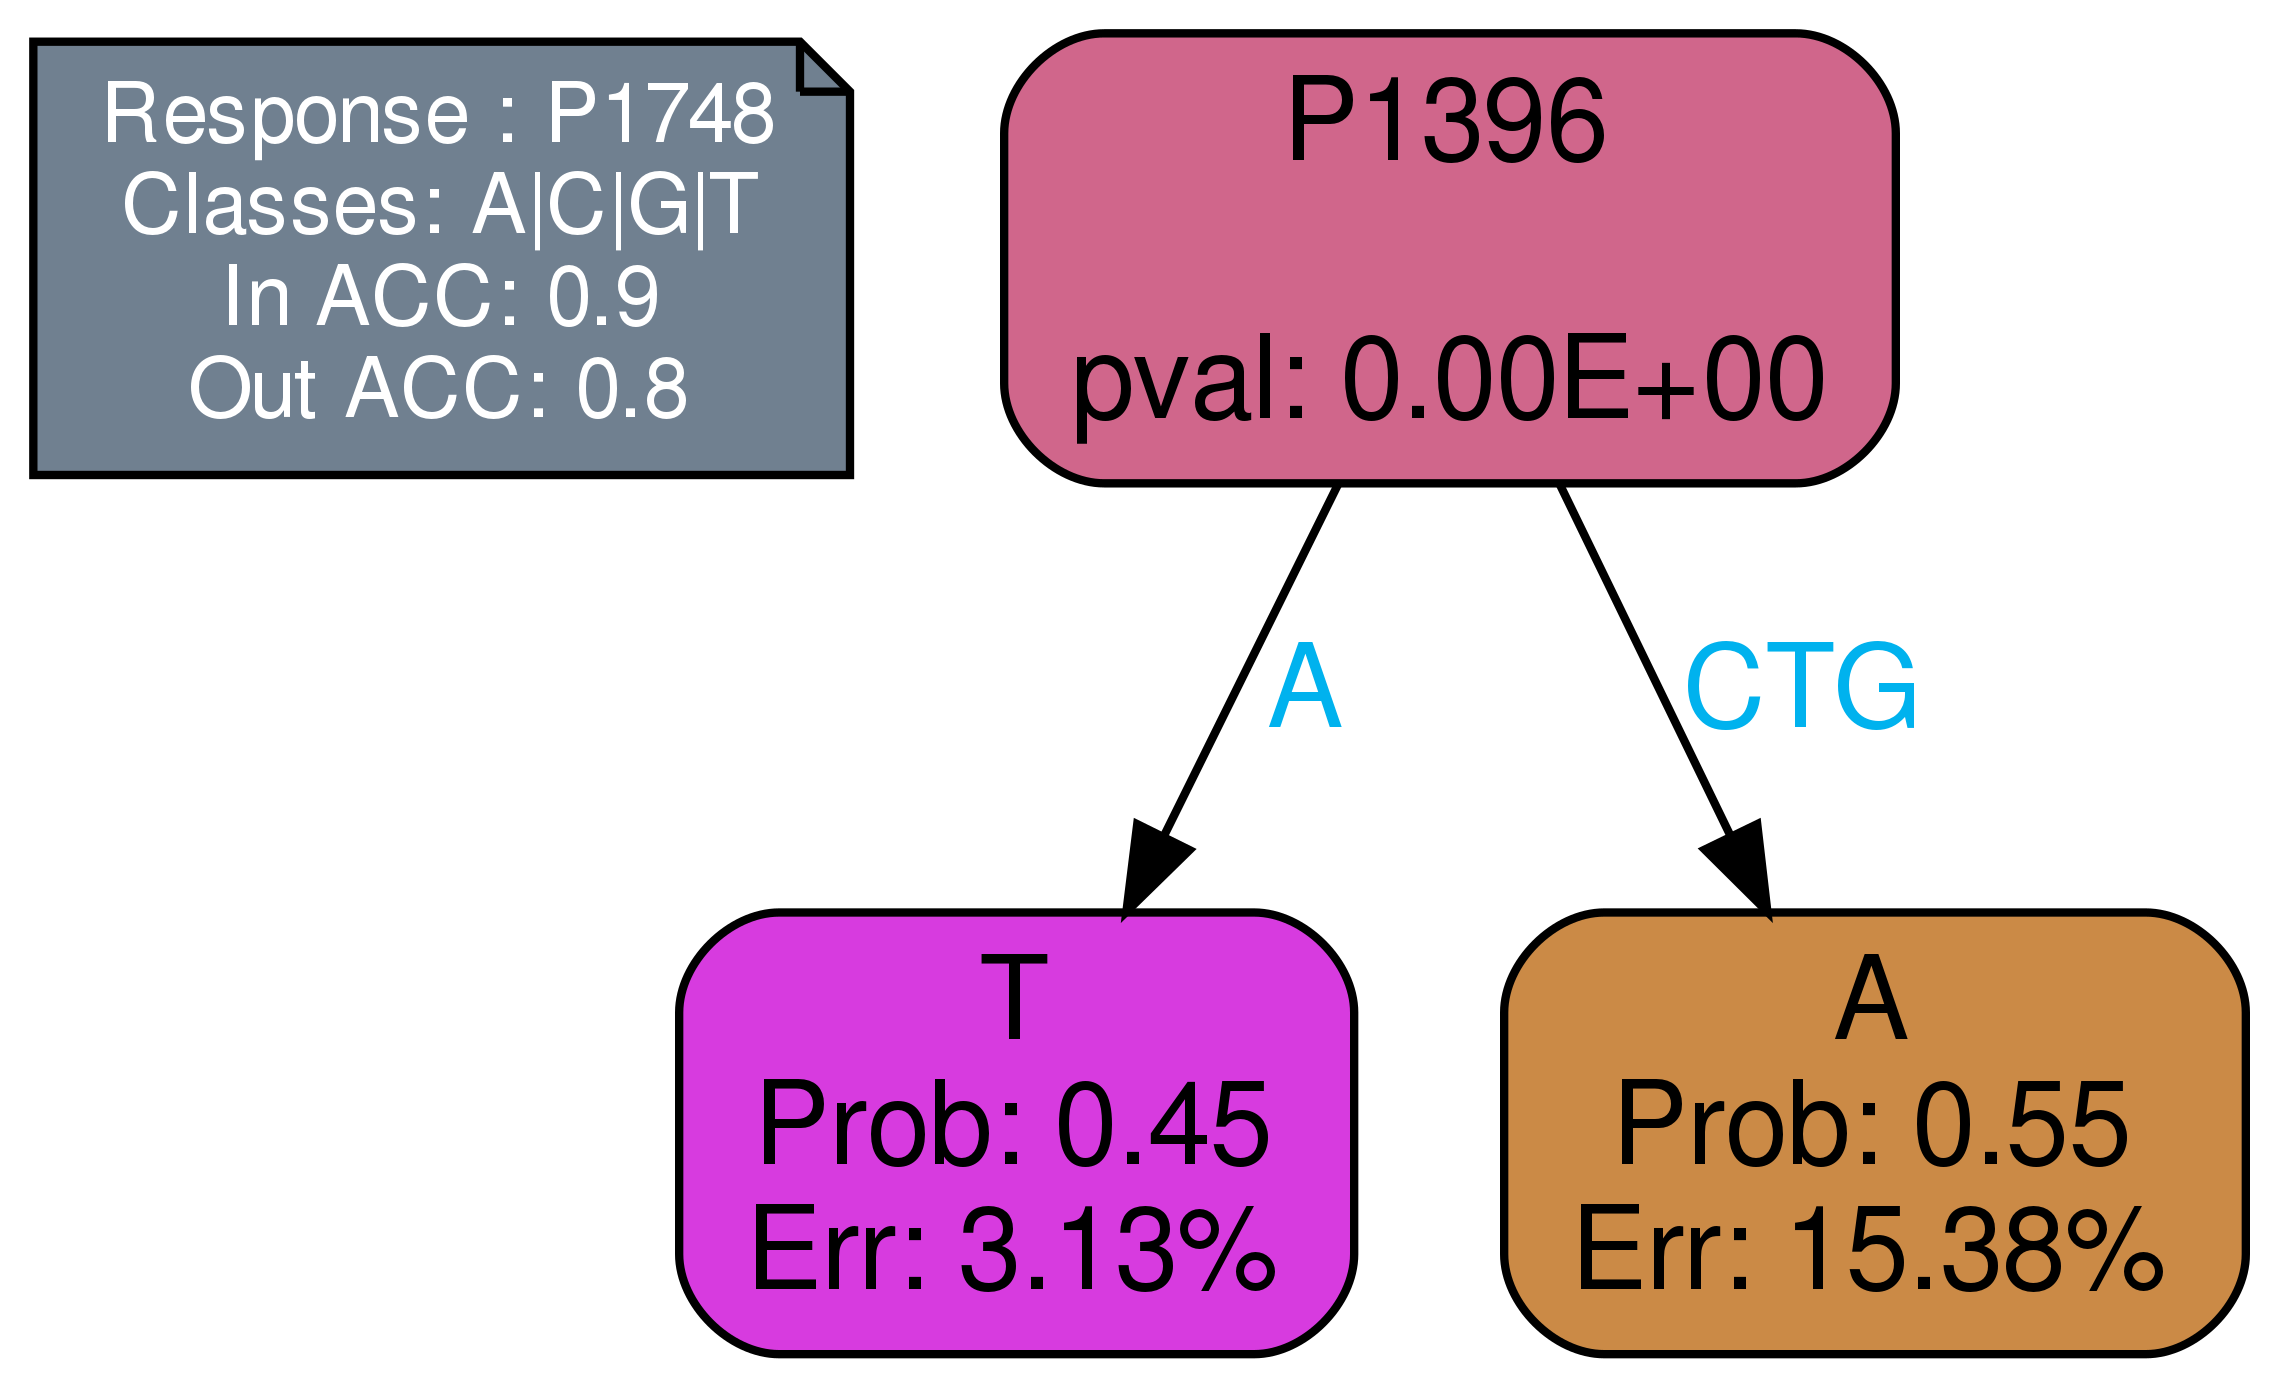 Response : P1748
Classes: A|C|G|T
In ACC: 0.9
Out ACC: 0.8
P1396
pval: 0.00E+00
A
CTG
T
Prob: 0.45
Err: 3.13%
A
Prob: 0.55
Err: 15.38%